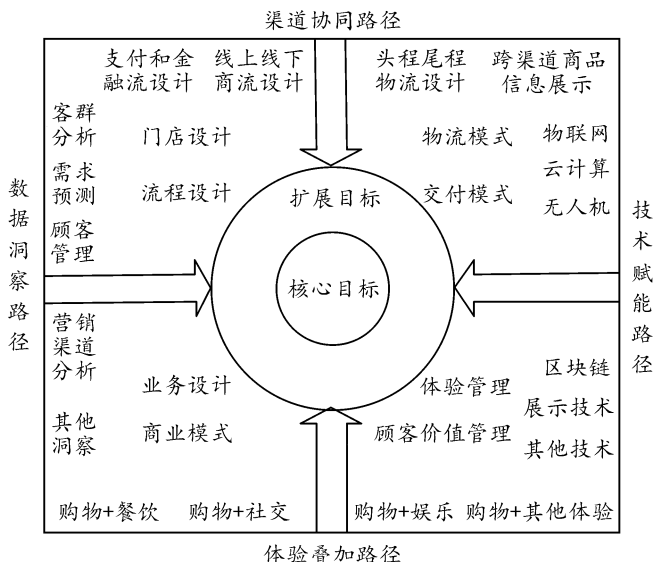 渠道协同路径
支付和金
融流设计
线上线下
商流设计
头程尾程
物流设计
跨渠道商品
信息展示
客群
分析
门店设计
物流模式
物联网
需求
预测
流程设计
扩展目标
交付模式
云计算
无人机
顾客
管理
数据洞察路径
技术赋能路径
核心目标
营销
渠道
分析
业务设计
体验管理
区块链
展示技术
其他
洞察
商业模式
顾客价值管理
其他技术
购物+餐饮
购物+社交
购物+娱乐
购物+其他体验
体验叠加路径